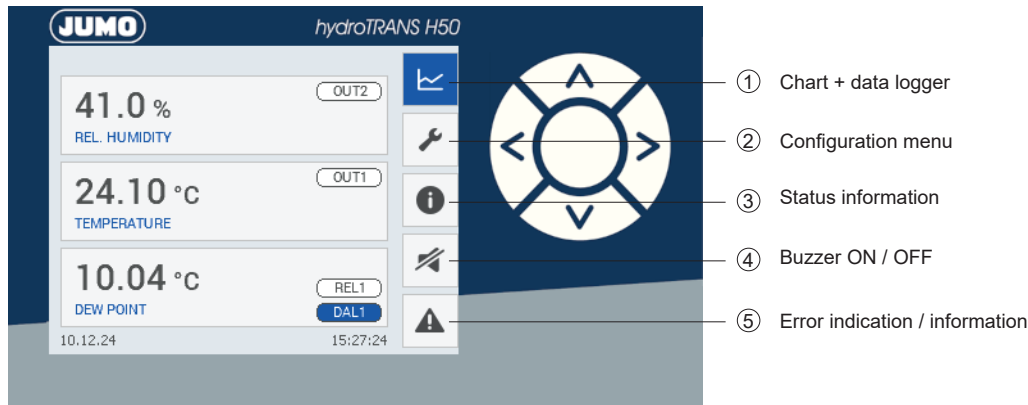 JUMO
hydroTRANS H50
41.0 %
OUT2
REL. HUMIDITY
24.10 °C
OUT1
TEMPERATURE
10.04 °C
REL1
DEW POINT
DAL1
10.12.24
15:27:24
① Chart + data logger
② Configuration menu
③ Status information
④ Buzzer ON / OFF
⑤ Error indication / information